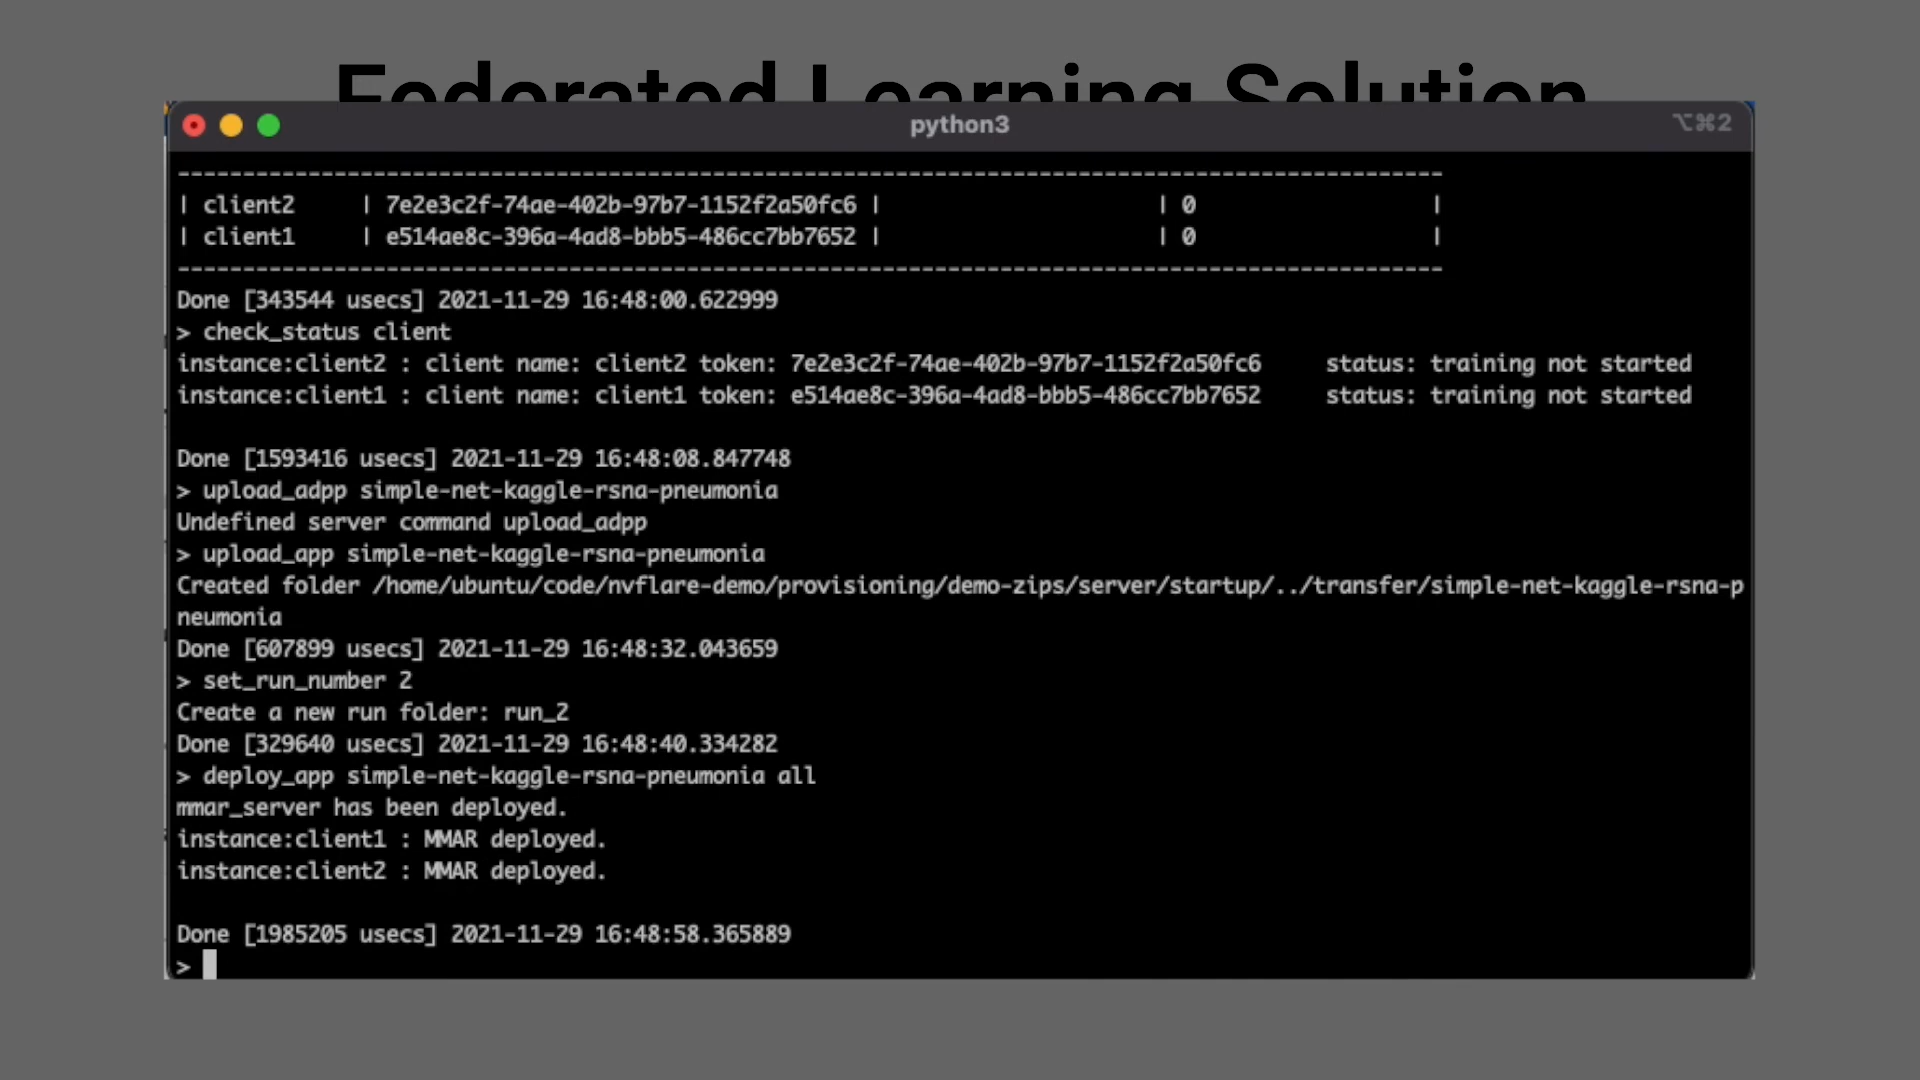 Federated Learning Solution
python3
⌥⌘2
-------------------------------------------------------------------------------------------------
| client2     | 7e2e3c2f-74ae-402b-97b7-1152f2a50fc6 |                     | 0                  |
| client1     | e514ae8c-396a-4ad8-bbb5-486cc7bb7652 |                     | 0                  |
-------------------------------------------------------------------------------------------------
Done [343544 usecs] 2021-11-29 16:48:00.622999
> check_status client
instance:client2 : client name: client2 token: 7e2e3c2f-74ae-402b-97b7-1152f2a50fc6     status: training not started
instance:client1 : client name: client1 token: e514ae8c-396a-4ad8-bbb5-486cc7bb7652     status: training not started
Done [1593416 usecs] 2021-11-29 16:48:08.847748
> upload_adpp simple-net-kaggle-rsna-pneumonia
Undefined server command upload_adpp
> upload_app simple-net-kaggle-rsna-pneumonia
Created folder /home/ubuntu/code/nvflare-demo/provisioning/demo-zips/server/startup/../transfer/simple-net-kaggle-rsna-p
neumonia
Done [607899 usecs] 2021-11-29 16:48:32.043659
> set_run_number 2
Create a new run folder: run_2
Done [329640 usecs] 2021-11-29 16:48:40.334282
> deploy_app simple-net-kaggle-rsna-pneumonia all
mmar_server has been deployed.
instance:client1 : MMAR deployed.
instance:client2 : MMAR deployed.
Done [1985205 usecs] 2021-11-29 16:48:58.365889
>